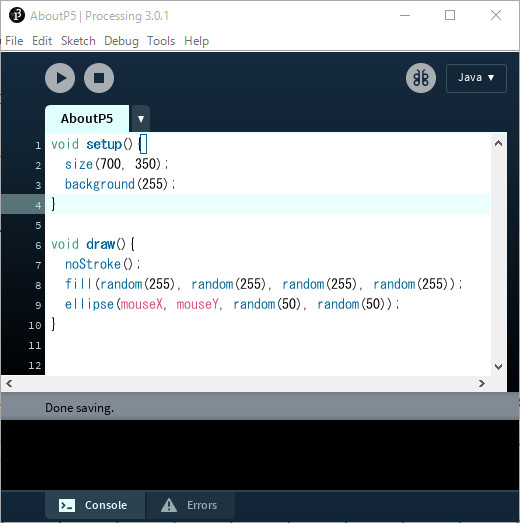 AboutP5 | Processing 3.0.1
File Edit Sketch Debug Tools Help
Java ▼
AboutP5 ▼
1 void setup(){
2   size(700, 350);
3   background(255);
4 }
5
6 void draw(){
7   noStroke();
8   fill(random(255), random(255), random(255), random(255));
9   ellipse(mouseX, mouseY, random(50), random(50));
10 }
11
12
Done saving.
Console Errors